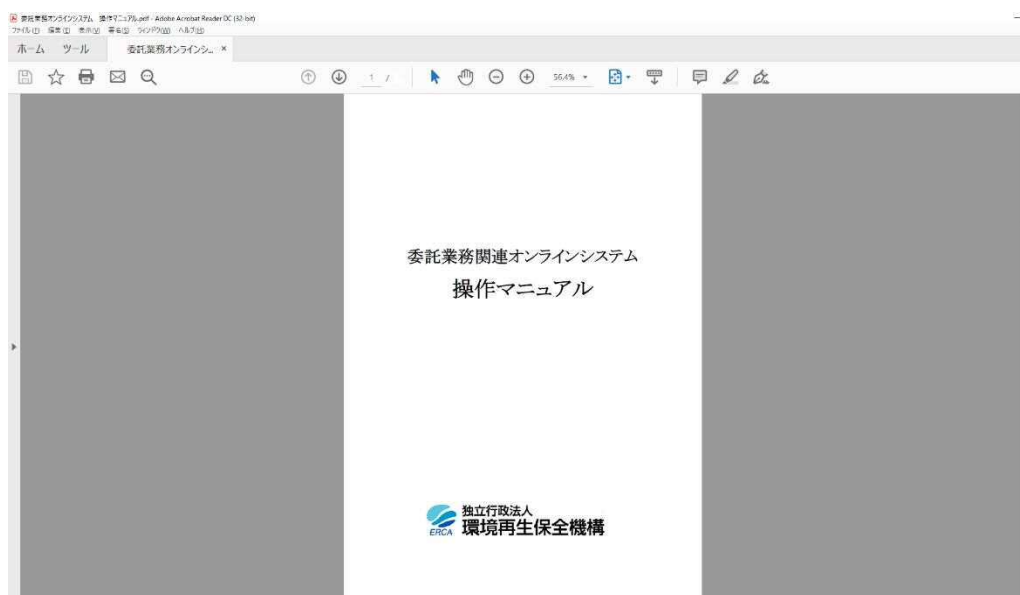 委託業務オンラインシステム 操作マニュアル.pdf - Adobe Acrobat Reader DC (32-bit)
ファイル(F) 編集(E) 表示(V) 署名(S) ウィンドウ(W) ヘルプ(H)
ホーム ツール 委託業務オンラインシ... ×
1 / 56.4%
委託業務関連オンラインシステム
操作マニュアル
ERCA
独立行政法人
環境再生保全機構